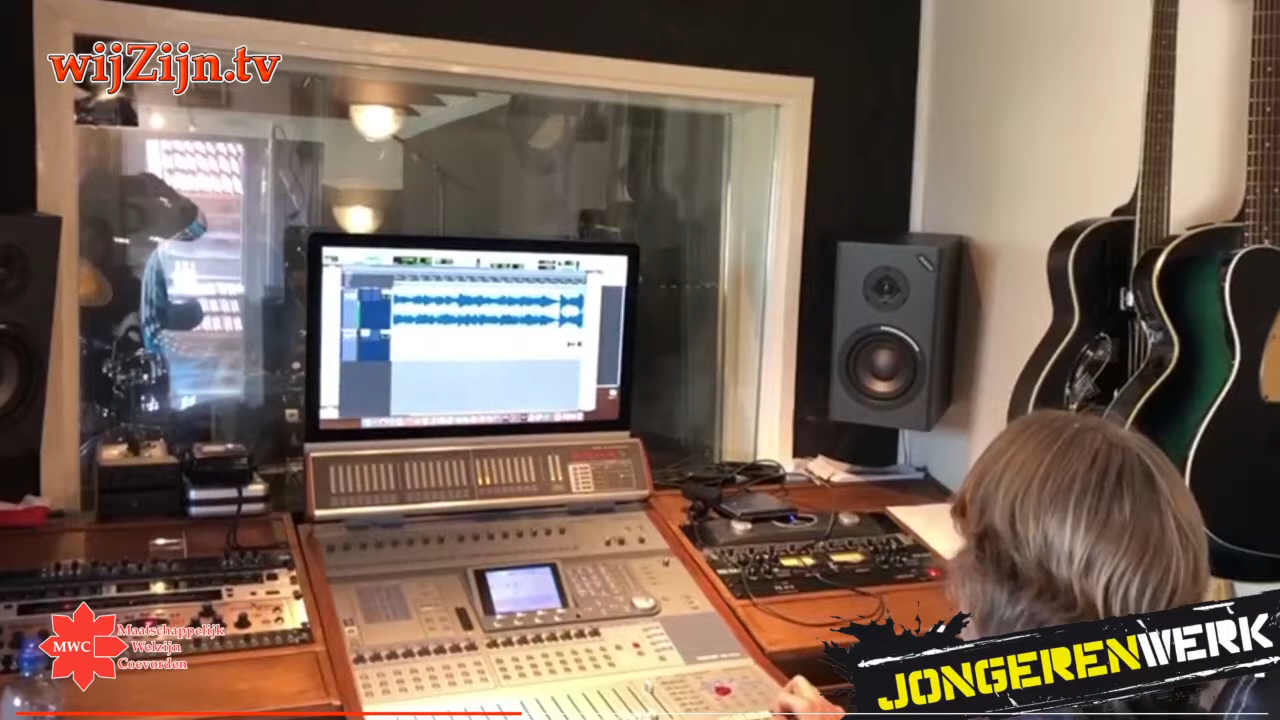 wijZijn.tv
MWC
Maatschappelijk
Welzijn
Coevorden
JONGERENWERK